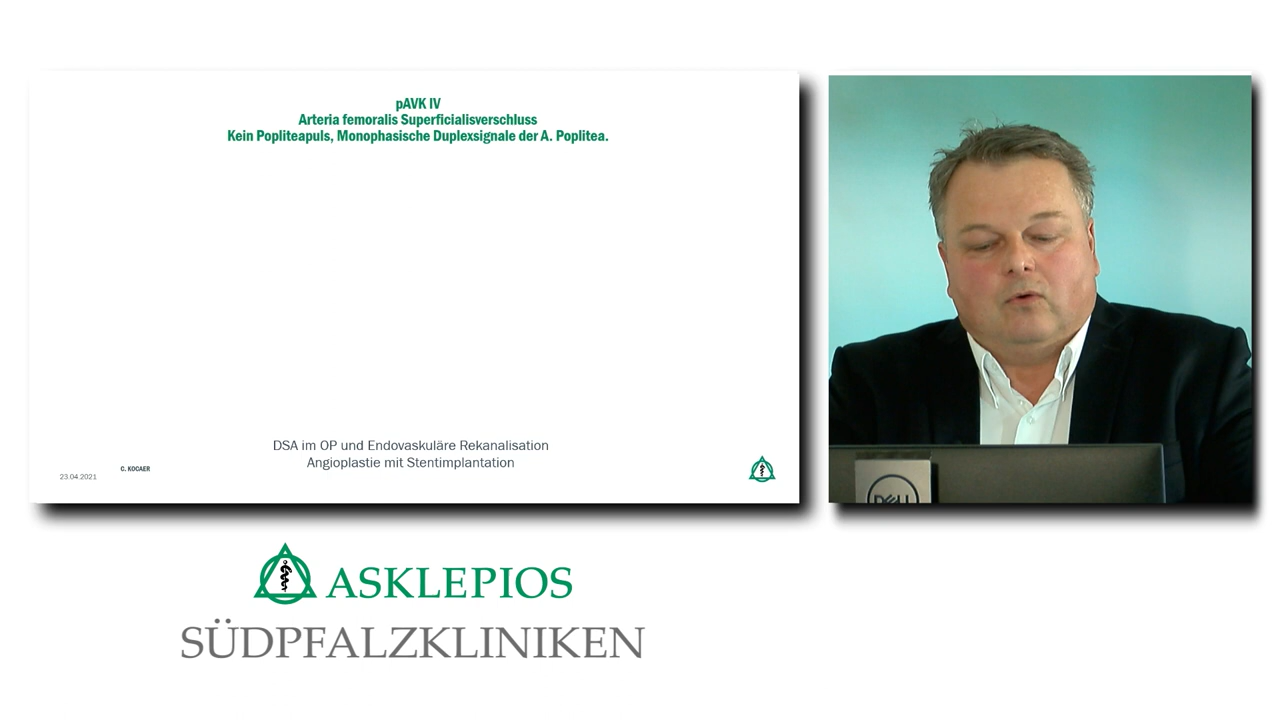 pAVK IV
Arteria femoralis Superficialisverschluss
Kein Popliteapuls, Monophasische Duplexsignale der A. Poplitea.
DSA im OP und Endovaskuläre Rekanalisation
Angioplastie mit Stentimplantation
C. KOCAER
23.04.2021
DELL
ASKLEPIOS
SÜDPFALZKLINIKEN